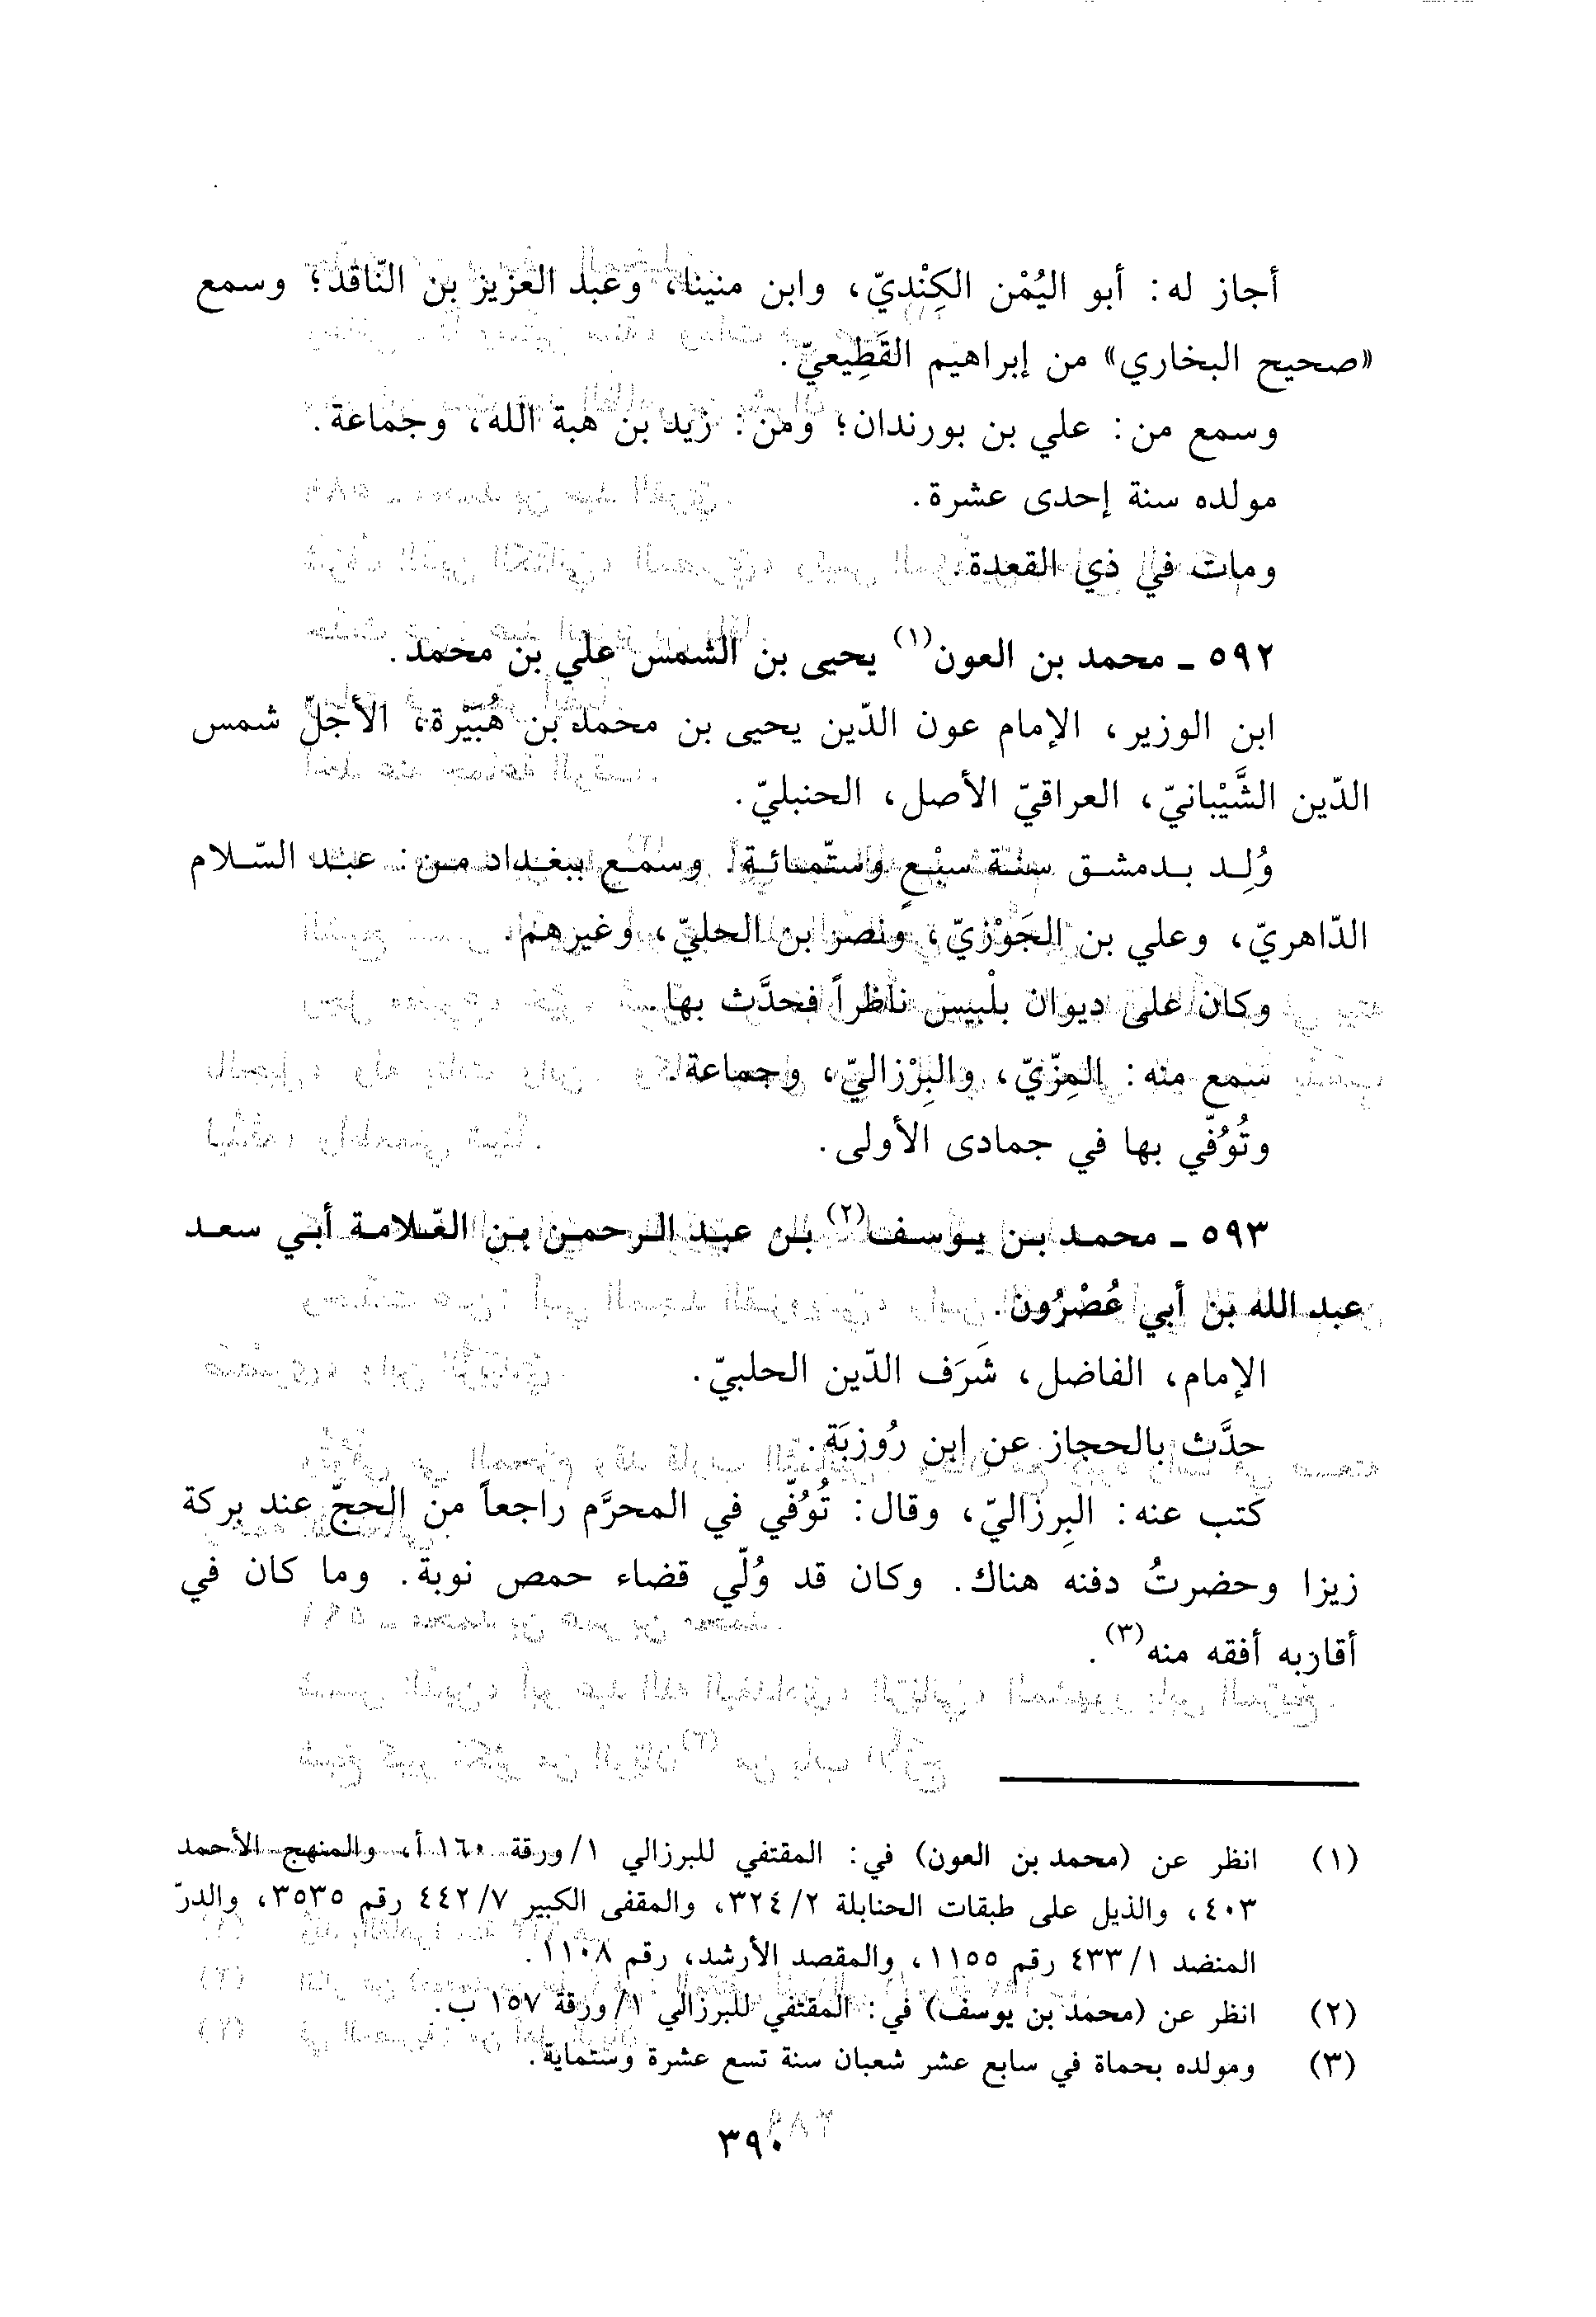 أجاز له: أبو اليُمْن الكِنْديّ، وابن منينا، وعبد العزيز بن النّاقد؛ وسمع
«صحيح البخاري» من إبراهيم القَطِيعيّ.
وسمع من: علي بن بورندان؛ ومن: زيد بن هبة الله، وجماعة.
مولده سنة إحدى عشرة.
ومات في ذي القعدة.
٥٩٢ ـ محمد بن العون(١) يحيى بن الشمس علي بن محمد.
ابن الوزير، الإمام عون الدّين يحيى بن محمد بن هُبَيْرة، الأجلّ شمس
الدّين الشَّيْبانيّ، العراقيّ الأصل، الحنبليّ.
وُلِد بدمشق سنة سبْعٍ وستّمائةٍ. وسمع ببغداد من: عبد السّلام
الدّاهريّ، وعلي بن الجَوْزيّ، ونصر بن الحليّ، وغيرهم.
وكان على ديوان بلْبيس ناظراً فحدَّث بها.
سمع منه: المِزّيّ، والبِرْزاليّ، وجماعة.
وتُوُفّي بها في جمادى الأولى.
٥٩٣ ـ محمد بن يوسف(٢) بن عبد الرحمن بن العّلامة أبي سعد
عبد الله بن أبي عُصْرُون.
الإمام، الفاضل، شَرَف الدّين الحلبيّ.
حدَّث بالحجاز عن ابن رُوزبَة.
كتب عنه: البِرزاليّ، وقال: تُوُفّي في المحرَّم راجعاً من الحجّ عند بركة
زيزا وحضرتُ دفنه هناك. وكان قد وُلّي قضاء حمص نوبة. وما كان في
أقاربه أفقه منه(٣).
(١) انظر عن (محمد بن العون) في: المقتفي للبرزالي ١/ورقة ١٦٠ أ، والمنهج الأحمد
٤٠٣، والذيل على طبقات الحنابلة ٣٢٤/٢، والمقفى الكبير ٤٤٢/٧ رقم ٣٥٣٥، والدرّ
المنضد ٤٣٣/١ رقم ١١٥٥، والمقصد الأرشد، رقم ١١٠٨.
(٢) انظر عن (محمد بن يوسف) في: المقتفي للبرزالي ١/ورقة ١٥٧ ب.
(٣) ومولده بحماة في سابع عشر شعبان سنة تسع عشرة وستماية.
٣٩٠